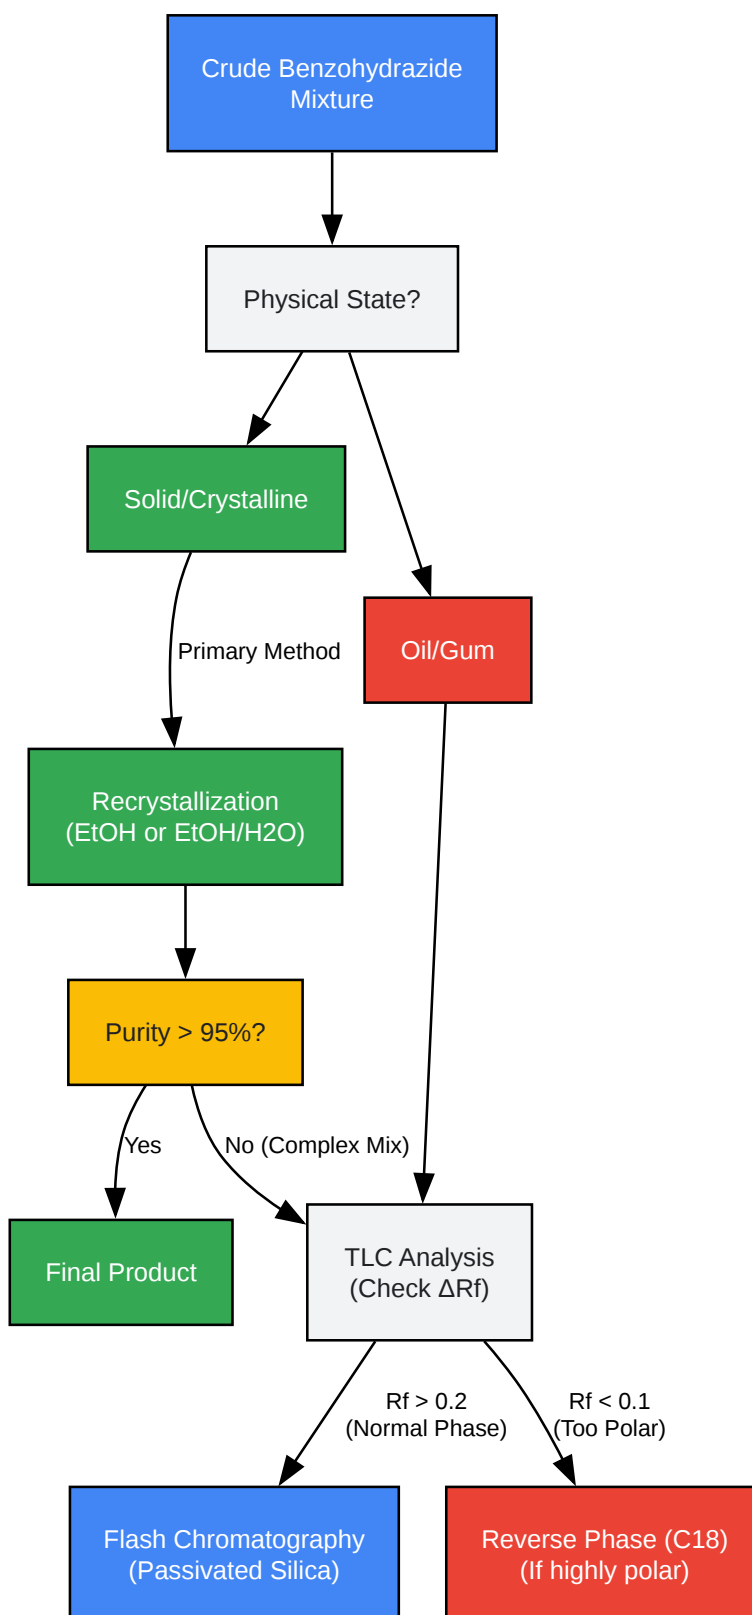 Crude Benzohydrazide
Mixture
Physical State?
Solid/Crystalline
Primary Method
Oil/Gum
Recrystallization
(EtOH or EtOH/H2O)
Purity > 95%?
Yes
No (Complex Mix)
Final Product
TLC Analysis
(Check ΔRf)
Rf > 0.2
(Normal Phase)
Rf < 0.1
(Too Polar)
Flash Chromatography
(Passivated Silica)
Reverse Phase (C18)
(If highly polar)